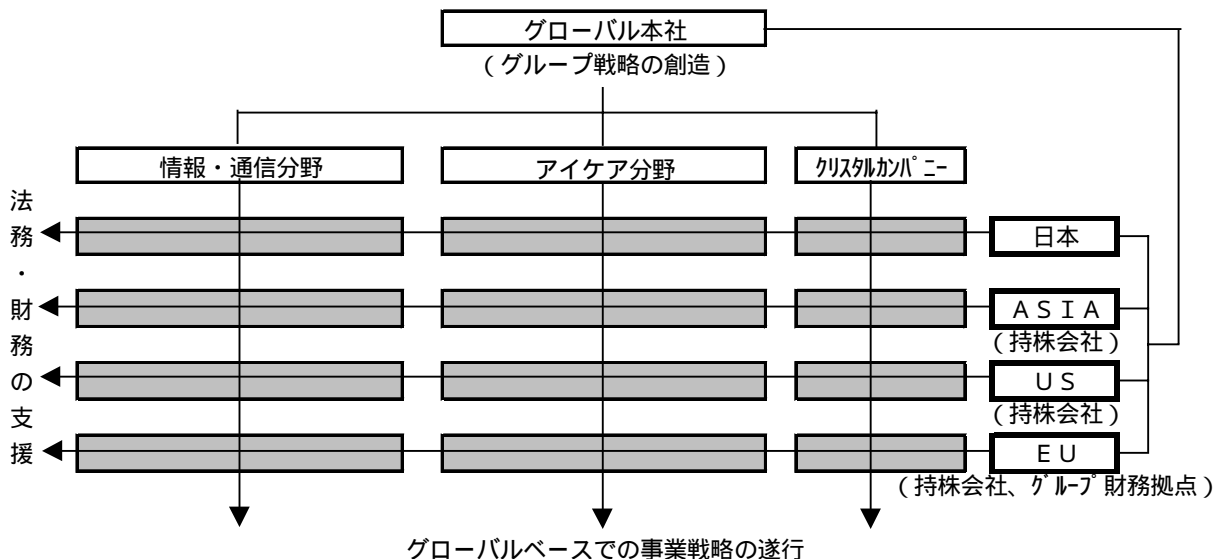 グローバル本社
(グループ戦略の創造)
情報・通信分野
アイケア分野
クリスタルカンパニー
法務・財務の支援
日本
ASIA
(持株会社)
US
(持株会社)
EU
(持株会社、グループ財務拠点)
グローバルベースでの事業戦略の遂行